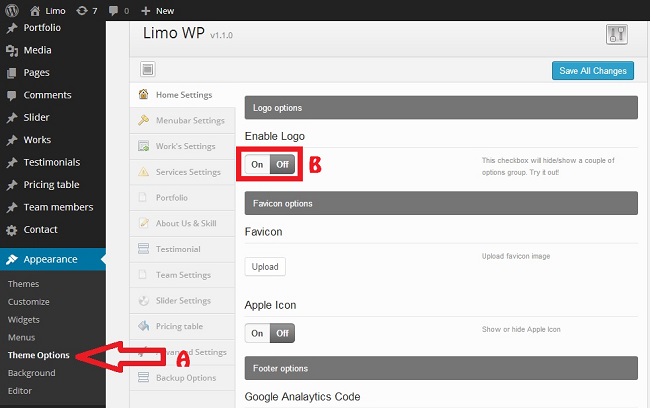 Limo 7 0 + New
Portfolio
Media
Pages
Comments
Slider
Works
Testimonials
Pricing table
Team members
Contact
Appearance
Themes
Customize
Widgets
Menus
Theme Options
Background
Editor
A
Limo WP v1.1.0
Save All Changes
Home Settings
Menubar Settings
Work's Settings
Services Settings
Portfolio
About Us & Skill
Testimonial
Team Settings
Slider Settings
Pricing table
Settings
Backup Options
Logo options
Enable Logo
On Off
B
This checkbox will hide/show a couple of
options group. Try it out!
Favicon options
Favicon
Upload
Upload favicon image
Apple Icon
On Off
Show or hide Apple Icon
Footer options
Google Analaytics Code